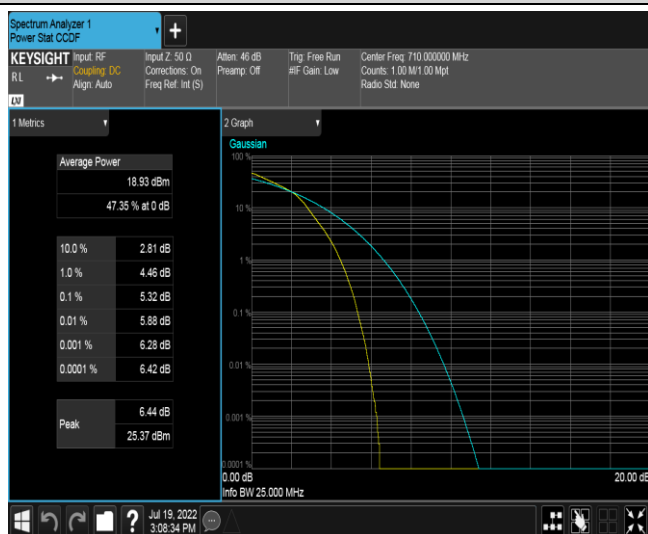 Spectrum Analyzer 1
Power Stat CCDF
+
KEYSIGHT
RL
LXI
Input: RF
Coupling: DC
Align: Auto
Input Z: 50 Ω
Corrections: On
Freq Ref: Int (S)
Atten: 46 dB
Preamp: Off
Trig: Free Run
#IF Gain: Low
Center Freq: 710.000000 MHz
Counts: 1.00 M/1.00 Mpt
Radio Std: None
1 Metrics
Average Power
18.93 dBm
47.35 % at 0 dB
10.0 % 2.81 dB
1.0 % 4.46 dB
0.1 % 5.32 dB
0.01 % 5.88 dB
0.001 % 6.28 dB
0.0001 % 6.42 dB
Peak
6.44 dB
25.37 dBm
2 Graph
Gaussian
100 %
10 %
1 %
0.1 %
0.01 %
0.001 %
0.0001 %
0.00 dB
20.00 dB
Info BW 25.000 MHz
?
Jul 19, 2022
3:08:34 PM